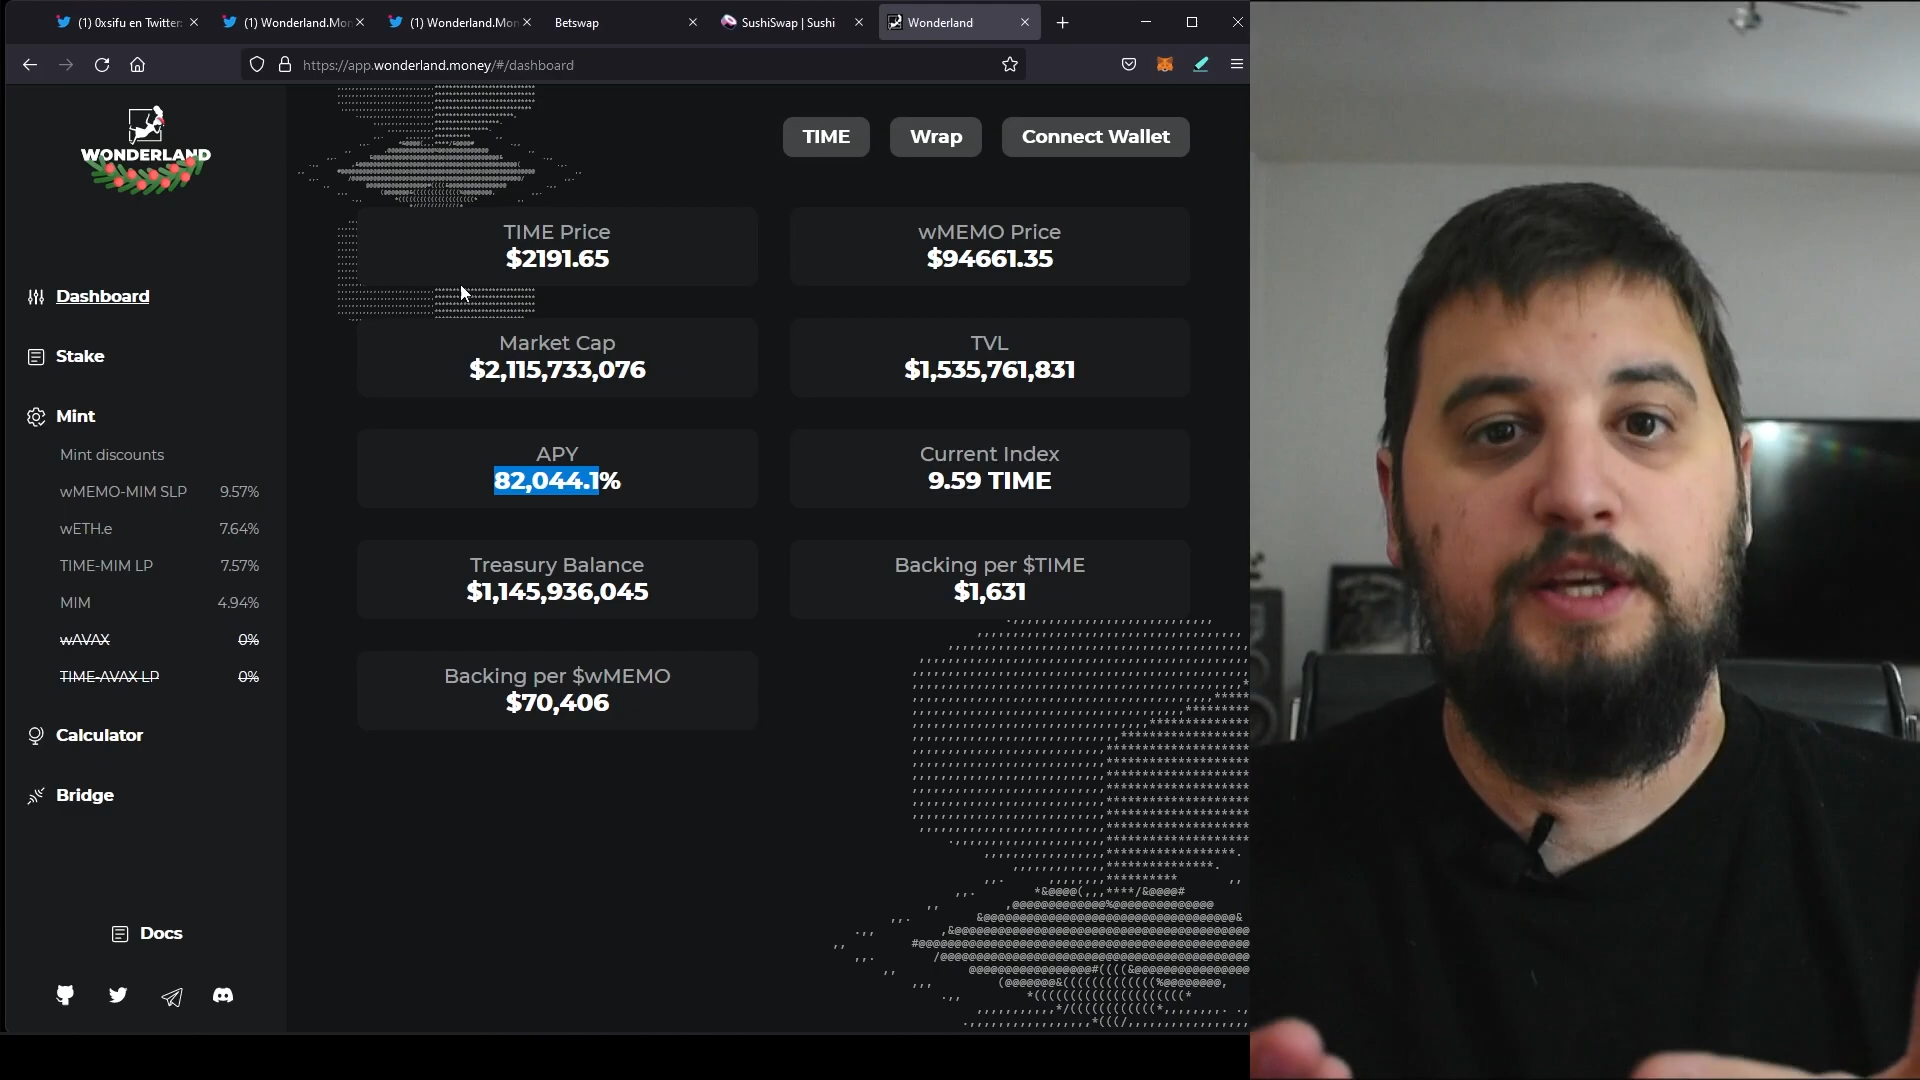 (1) 0xsifu en Twitter:
(1) Wonderland.Mon
(1) Wonderland.Mon
Betswap
SushiSwap | Sushi
Wonderland
https://app.wonderland.money/#/dashboard
WONDERLAND
TIME
Wrap
Connect Wallet
Dashboard
Stake
Mint
Mint discounts
wMEMO-MIM SLP 9.57%
wETH.e 7.64%
TIME-MIM LP 7.57%
MIM 4.94%
wAVAX 0%
TIME-AVAX LP 0%
Calculator
Bridge
Docs
TIME Price
$2191.65
wMEMO Price
$94661.35
Market Cap
$2,115,733,076
TVL
$1,535,761,831
APY
82,044.1%
Current Index
9.59 TIME
Treasury Balance
$1,145,936,045
Backing per $TIME
$1,631
Backing per $wMEMO
$70,406